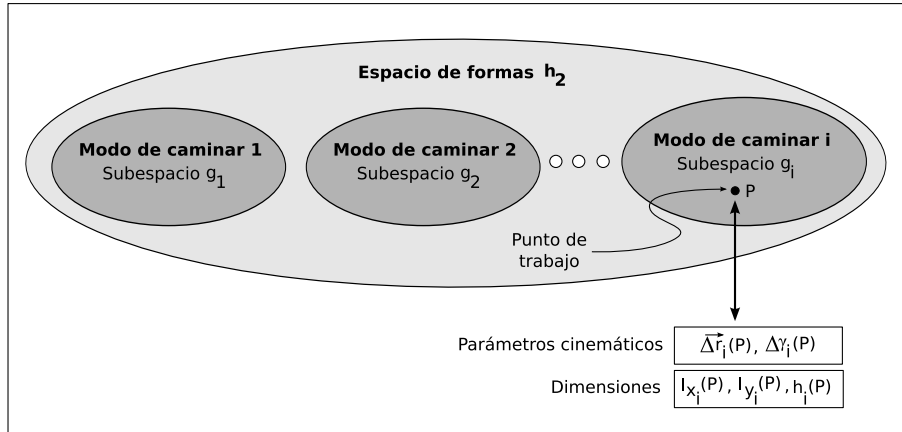 Espacio de formas h₂
Modo de caminar 1
Subespacio g₁
Modo de caminar 2
Subespacio g₂
Modo de caminar i
Subespacio gᵢ
P
Punto de
trabajo
Parámetros cinemáticos
Δr⃗ᵢ(P), Δγᵢ(P)
Dimensiones
lxᵢ(P), lyᵢ(P), hᵢ(P)